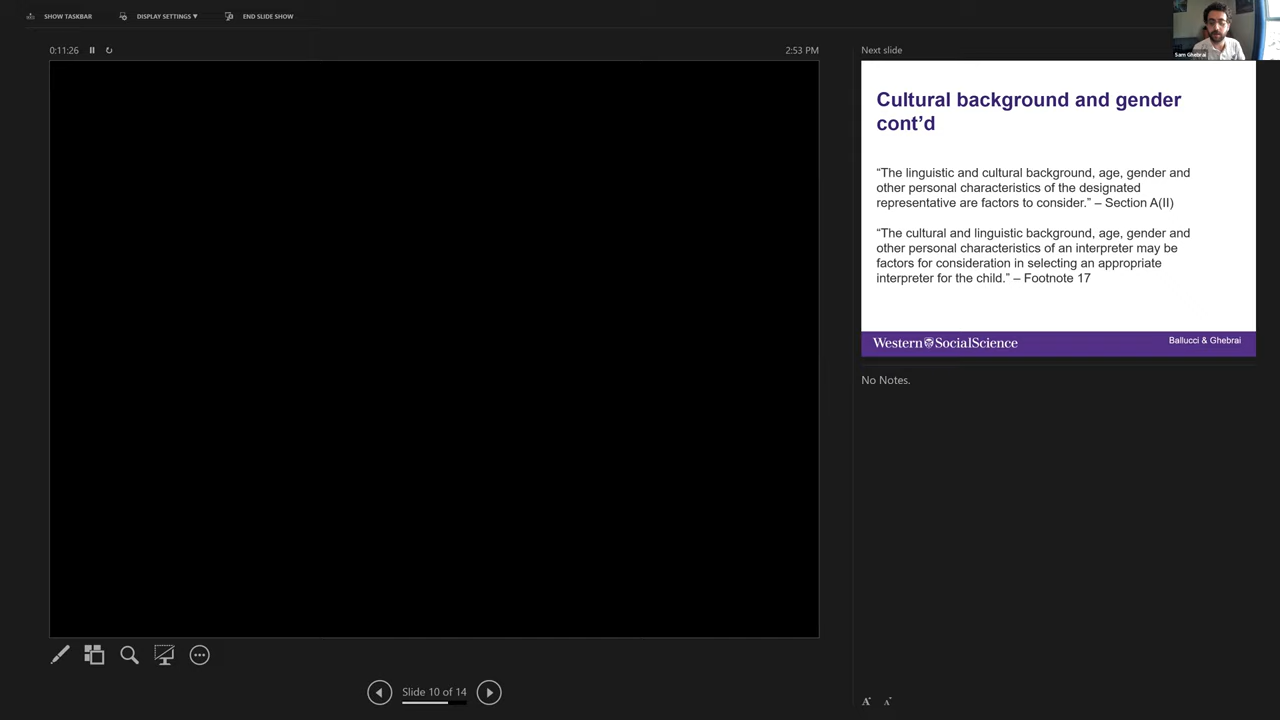 SHOW TASKBAR
DISPLAY SETTINGS ▼
END SLIDE SHOW
Sam Ghebrai
0:11:26
2:53 PM
Next slide
Cultural background and gender
cont’d
“The linguistic and cultural background, age, gender and
other personal characteristics of the designated
representative are factors to consider.” – Section A(II)
“The cultural and linguistic background, age, gender and
other personal characteristics of an interpreter may be
factors for consideration in selecting an appropriate
interpreter for the child.” – Footnote 17
Western SocialScience
Ballucci & Ghebrai
No Notes.
Slide 10 of 14
A A